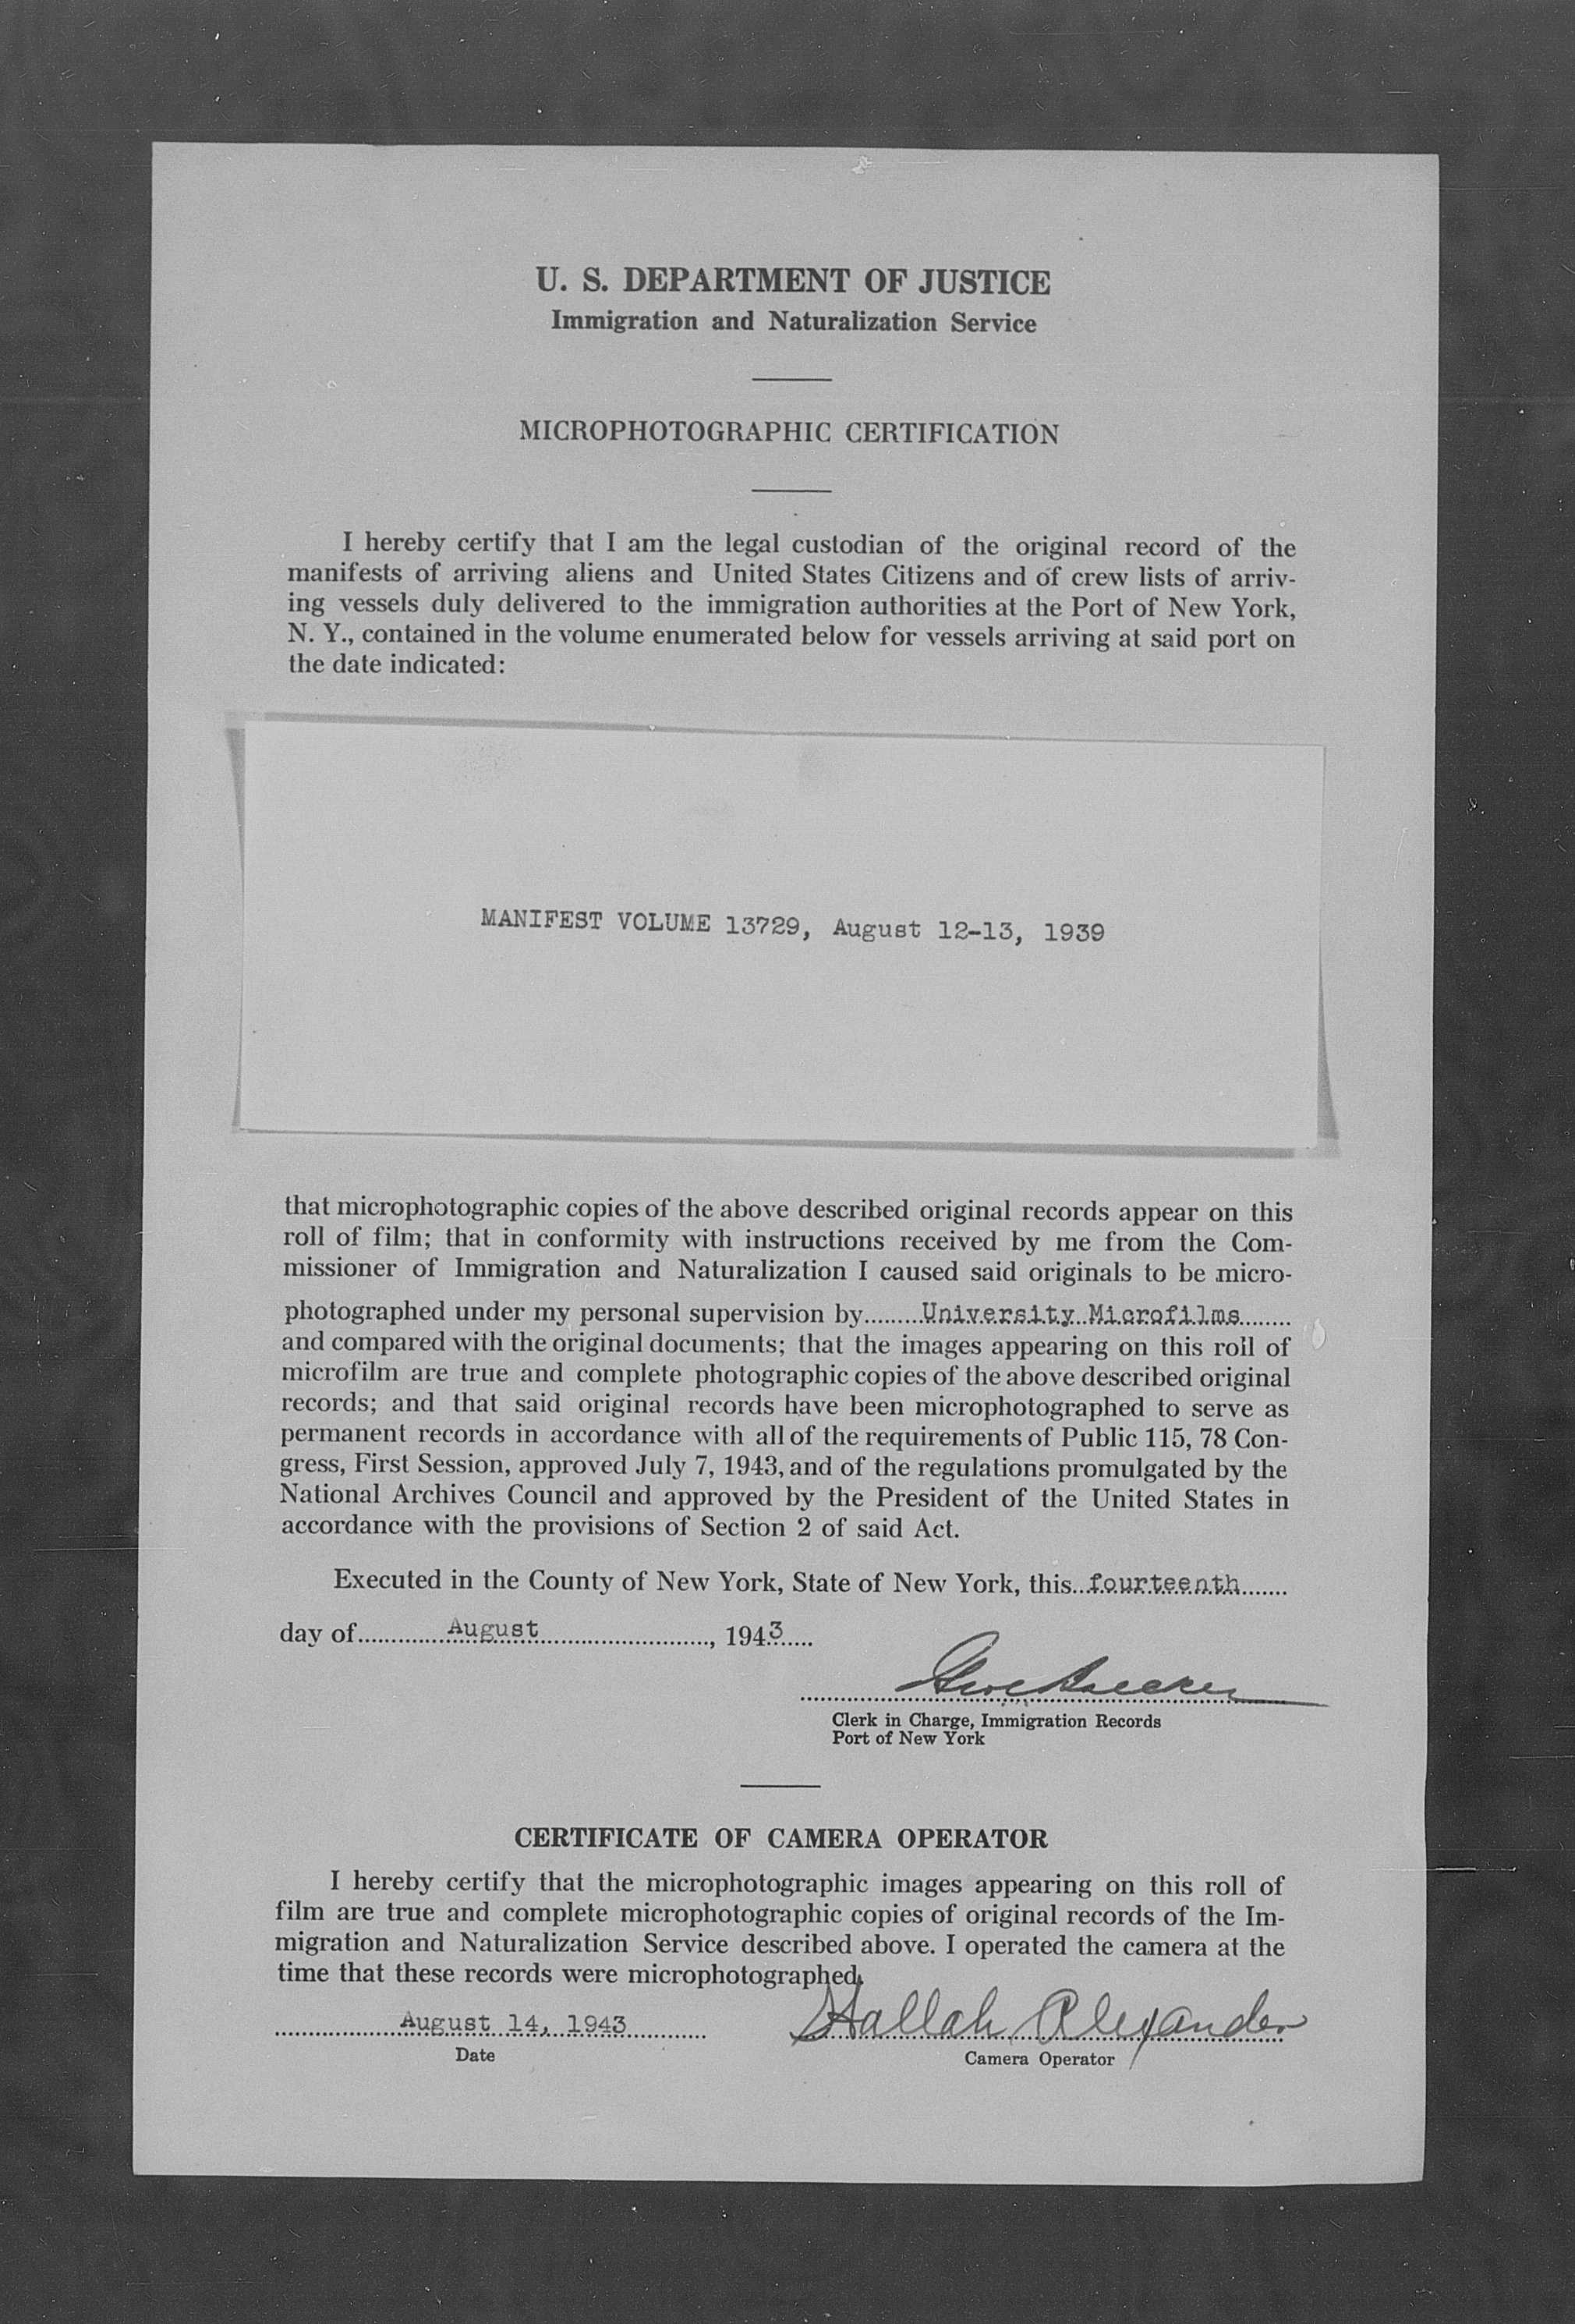 U. S. DEPARTMENT OF JUSTICE
Immigration and Naturalization Service
MICROPHOTOGRAPHIC CERTIFICATION
I hereby certify that I am the legal custodian of the original record of the
manifests of arriving aliens and United States Citizens and of crew lists of arriv-
ing vessels duly delivered to the immigration authorities at the Port of New York,
N. Y., contained in the volume enumerated below for vessels arriving at said port on
the date indicated:
MANIFEST VOLUME 13729, August 12-13, 1939
that microphotographic copies of the above described original records appear on this
roll of film; that in conformity with instructions received by me from the Com-
missioner of Immigration and Naturalization I caused said originals to be micro-
photographed under my personal supervision by University Microfilms
and compared with the original documents; that the images appearing on this roll of
microfilm are true and complete photographic copies of the above described original
records; and that said original records have been microphotographed to serve as
permanent records in accordance with all of the requirements of Public 115, 78 Con-
gress, First Session, approved July 7, 1943, and of the regulations promulgated by the
National Archives Council and approved by the President of the United States in
accordance with the provisions of Section 2 of said Act.
Executed in the County of New York, State of New York, this fourteenth
day of August, 1943
Clerk in Charge, Immigration Records
Port of New York
CERTIFICATE OF CAMERA OPERATOR
I hereby certify that the microphotographic images appearing on this roll of
film are true and complete microphotographic copies of original records of the Im-
migration and Naturalization Service described above. I operated the camera at the
time that these records were microphotographed.
August 14, 1943 Hallah Alexander
Date Camera Operator